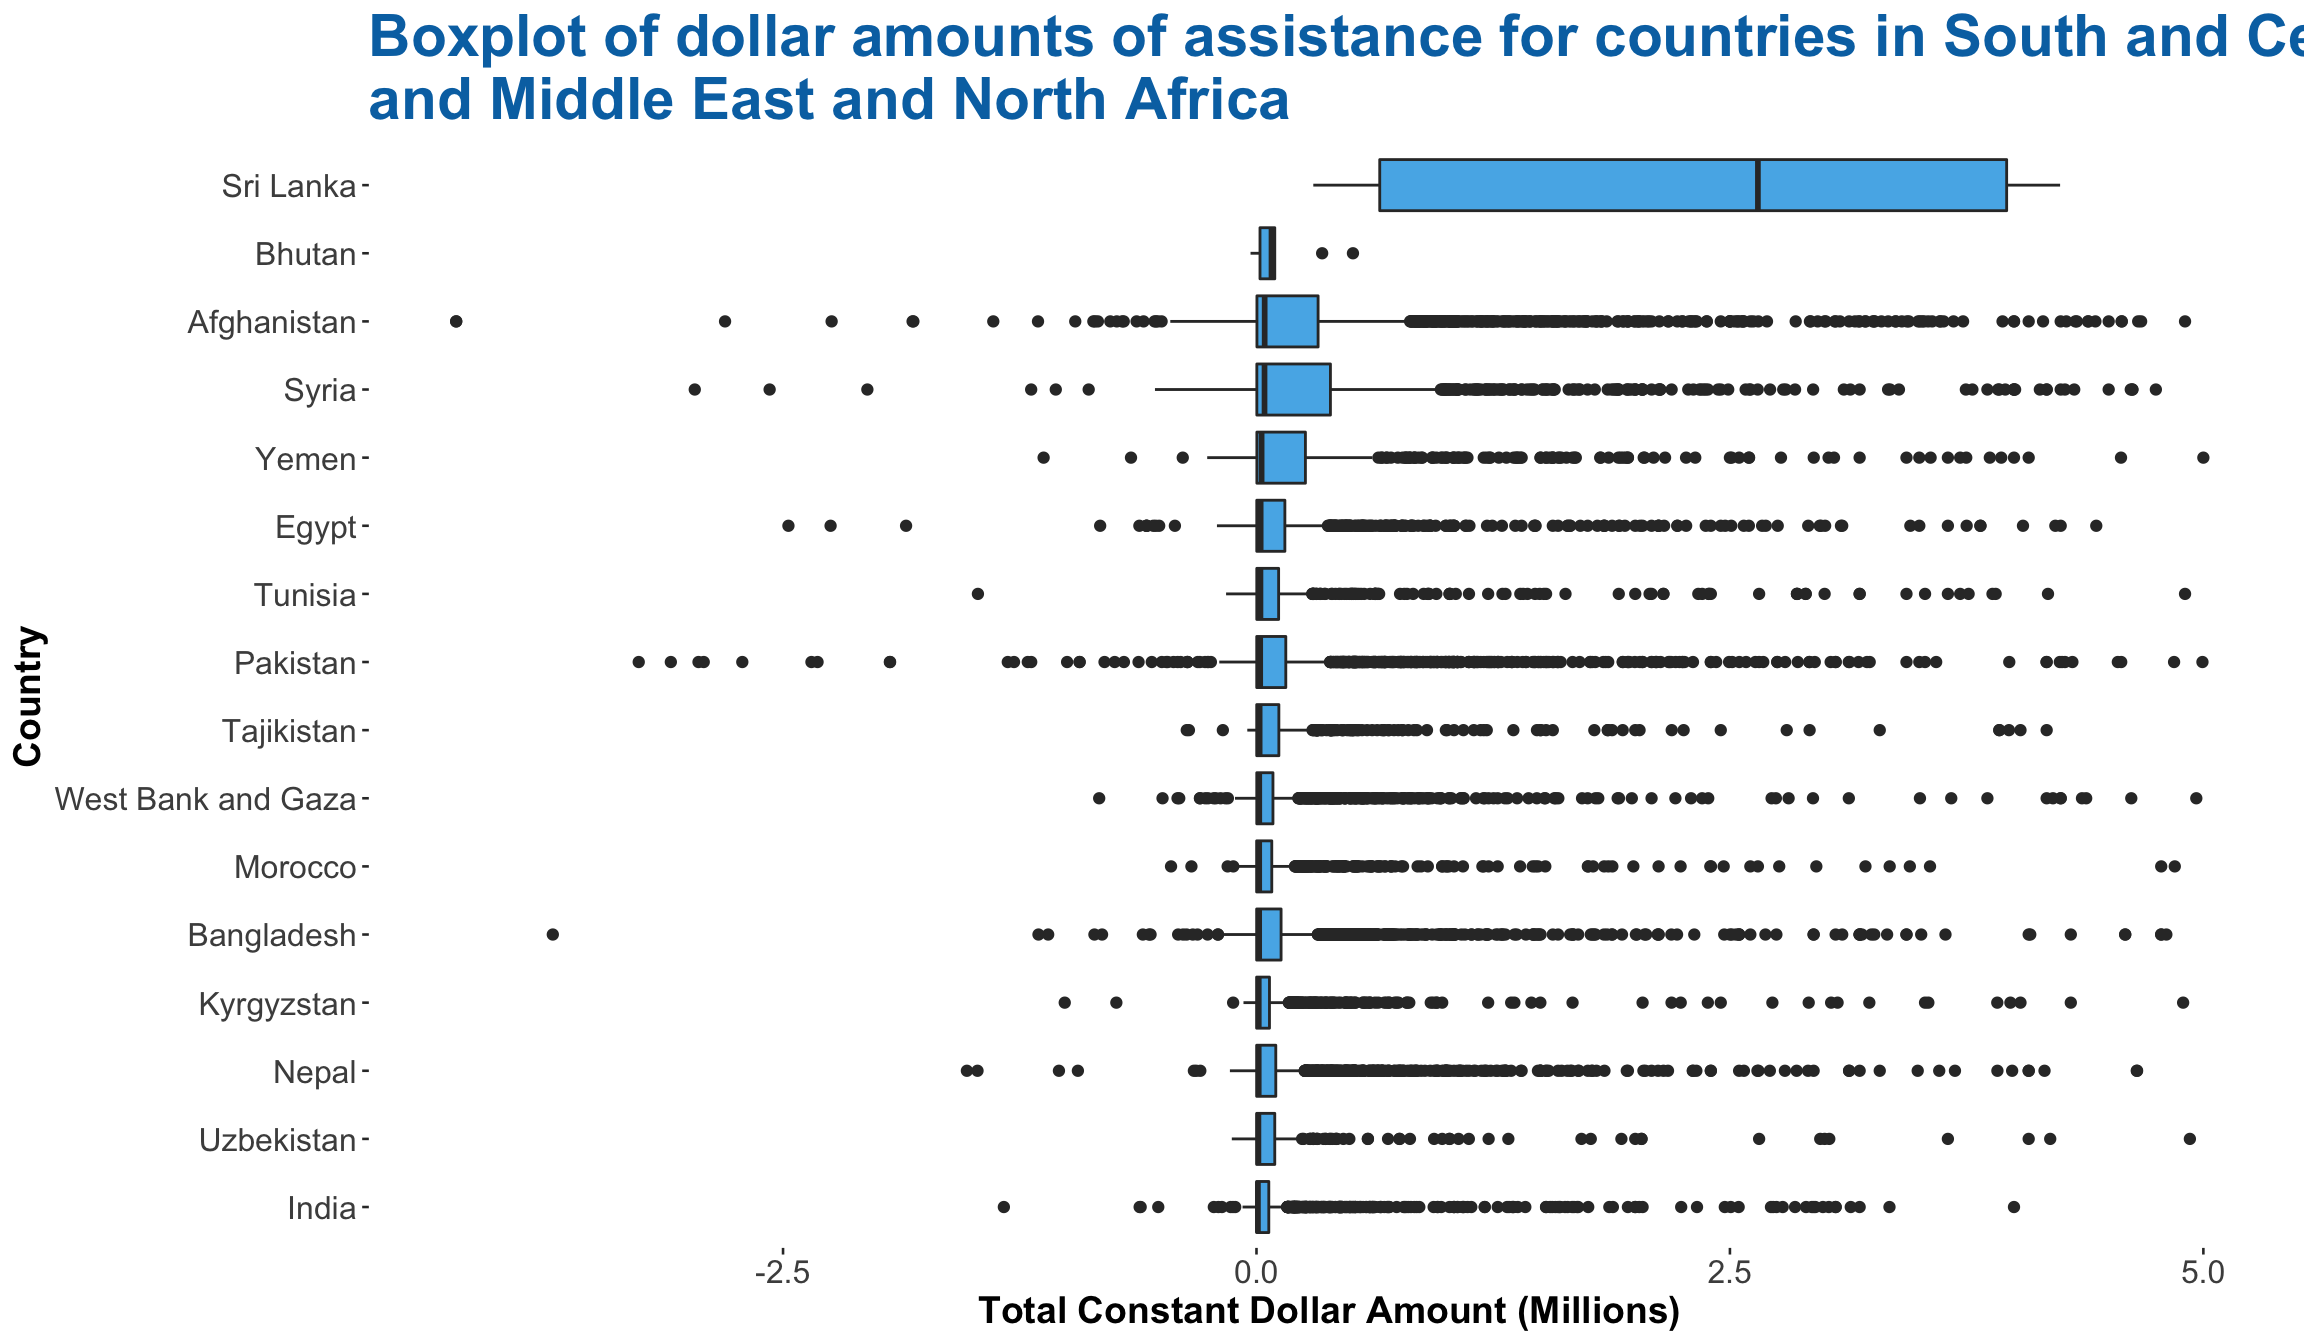 Boxplot of dollar amounts of assistance for countries in South and Ce
and Middle East and North Africa
Sri Lanka
Bhutan
Afghanistan
Syria
Yemen
Egypt
Tunisia
Pakistan
Tajikistan
West Bank and Gaza
Morocco
Bangladesh
Kyrgyzstan
Nepal
Uzbekistan
India
Country
-2.5 0.0 2.5 5.0
Total Constant Dollar Amount (Millions)